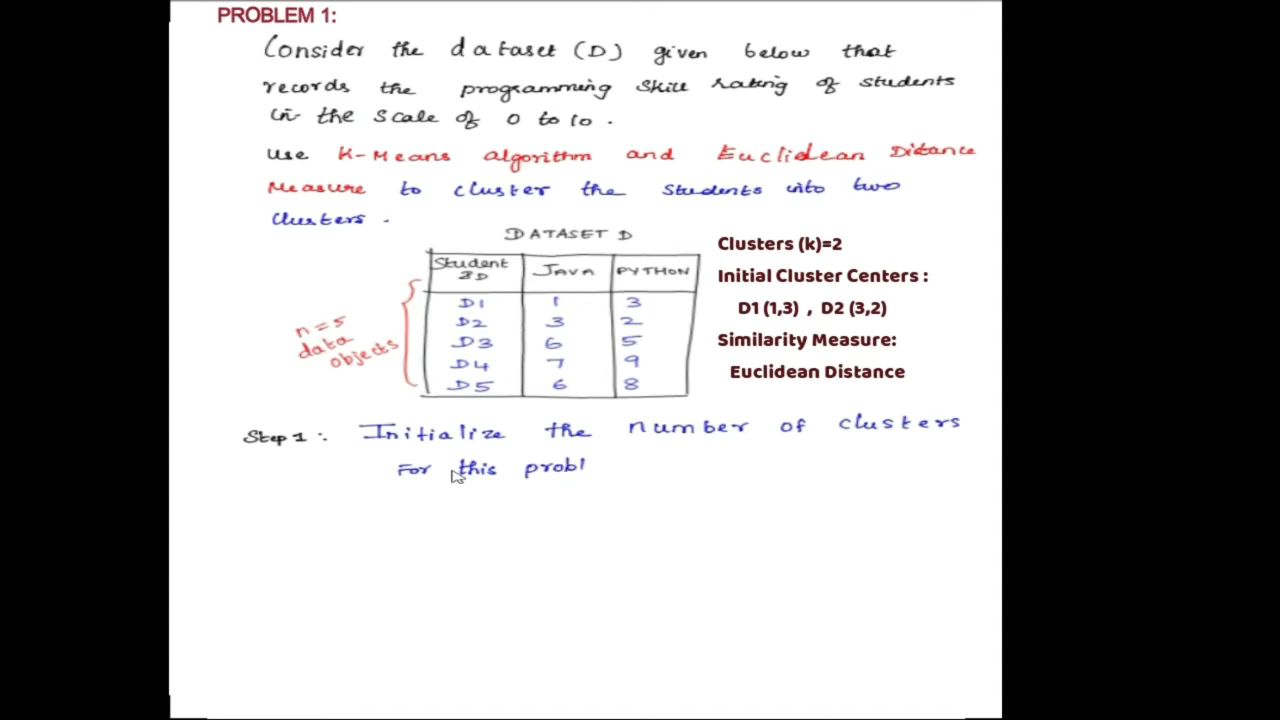 PROBLEM 1:
Consider the dataset (D) given below that
records the programming skill rating of students
in the scale of 0 to 10.
Use K-Means algorithm and Euclidean Distance
Measure to cluster the students into two
clusters.
DATASET D
Student ID JAVA PYTHON
D1 1 3
D2 3 2
D3 6 5
D4 7 9
D5 6 8
n=5
data
objects
Clusters (k)=2
Initial Cluster Centers :
D1 (1,3) , D2 (3,2)
Similarity Measure:
Euclidean Distance
Step 1 : Initialize the number of clusters
For this probl